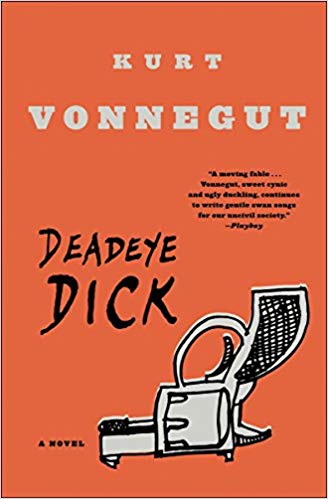 KURT
VONNEGUT
"A moving fable . . .
Vonnegut, sweet cynic
and ugly duckling, continues
to write gentle swan songs
for our uncivil society."
—Playboy
DEADEYE
DICK
A NOVEL